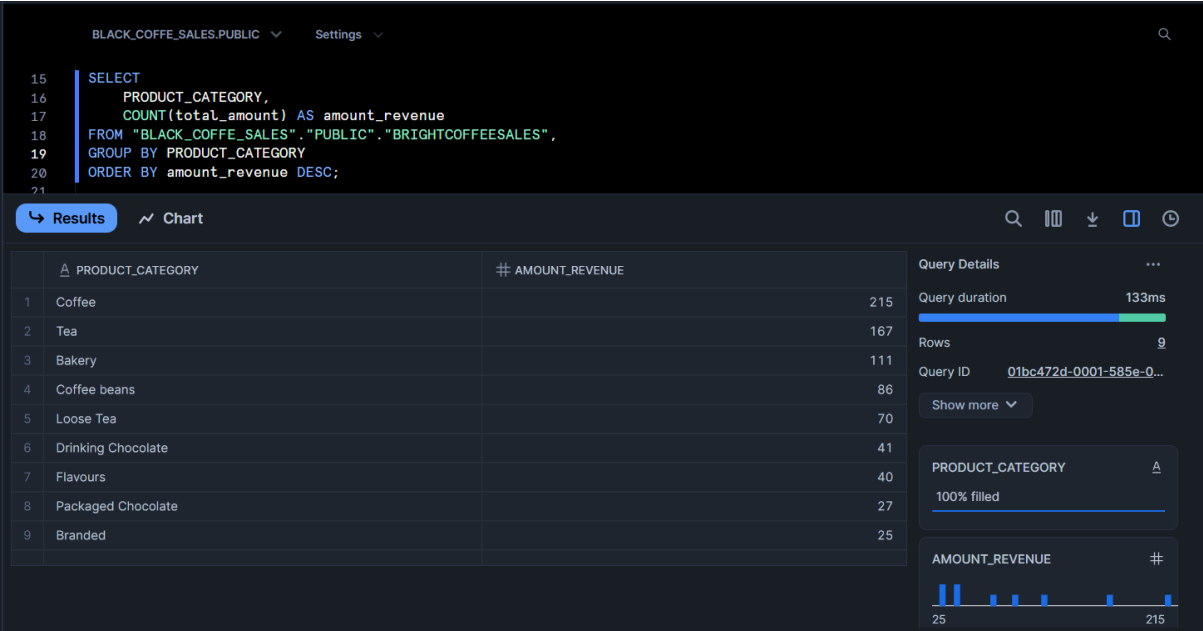 BLACK_COFFE_SALES.PUBLIC Settings
15 SELECT
16 PRODUCT_CATEGORY,
17 COUNT(total_amount) AS amount_revenue
18 FROM "BLACK_COFFE_SALES"."PUBLIC"."BRIGHTCOFFEESALES",
19 GROUP BY PRODUCT_CATEGORY
20 ORDER BY amount_revenue DESC;
21
Results Chart
A PRODUCT_CATEGORY # AMOUNT_REVENUE
1 Coffee 215
2 Tea 167
3 Bakery 111
4 Coffee beans 86
5 Loose Tea 70
6 Drinking Chocolate 41
7 Flavours 40
8 Packaged Chocolate 27
9 Branded 25
Query Details ...
Query duration 133ms
Rows 9
Query ID 01bc472d-0001-585e-0...
Show more
PRODUCT_CATEGORY A
100% filled
AMOUNT_REVENUE #
25 215